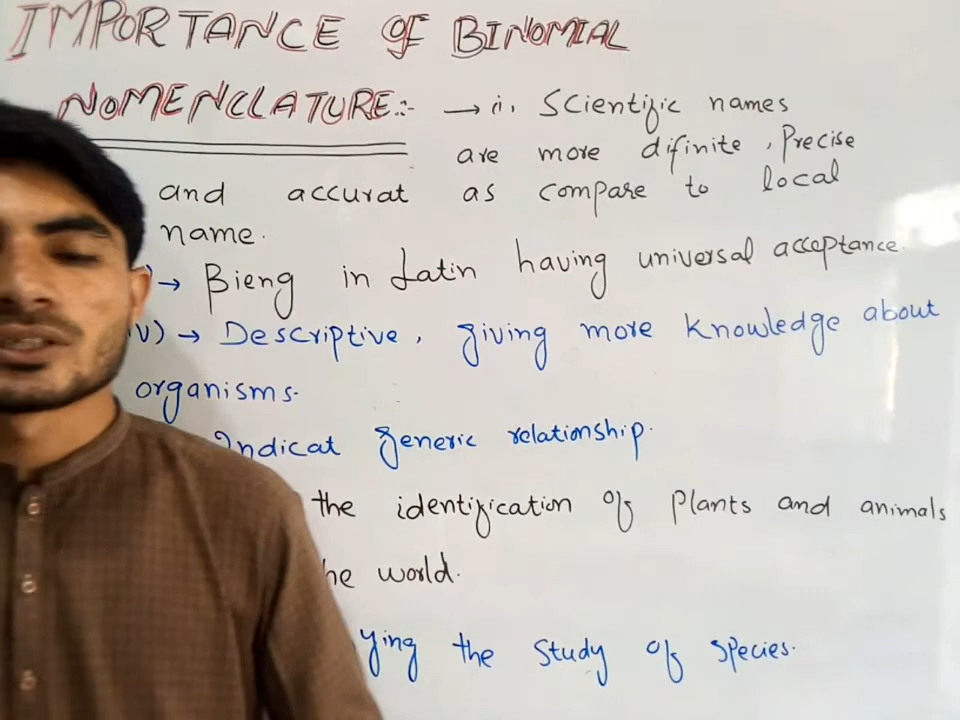 IMPORTANCE OF BINOMIAL
NOMENCLATURE:- → i, Scientific names
are more difinite, Precise
and accurat as compare to local
name.
) → Bieng in Latin having universal acceptance.
V) → Descriptive, giving more Knowledge about
organisms.
Indicat generic relationship.
the identification of plants and animals
he world.
ying the Study of Species.